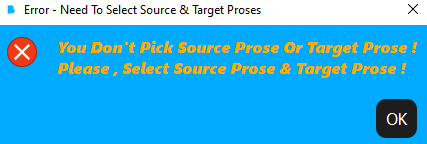 Error - Need To Select Source & Target Proses
You Don't Pick Source Prose Or Target Prose !
Please , Select Source Prose & Target Prose !
OK